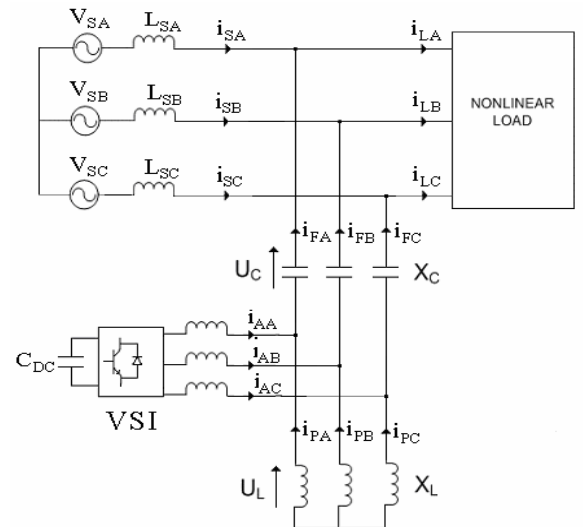 V_SA L_SA i_SA i_LA
V_SB L_SB i_SB i_LB
NONLINEAR
LOAD
V_SC L_SC i_SC i_LC
i_FA i_FB i_FC
U_C X_C
i_AA
C_DC i_AB
i_AC
VSI
i_PA i_PB i_PC
U_L X_L